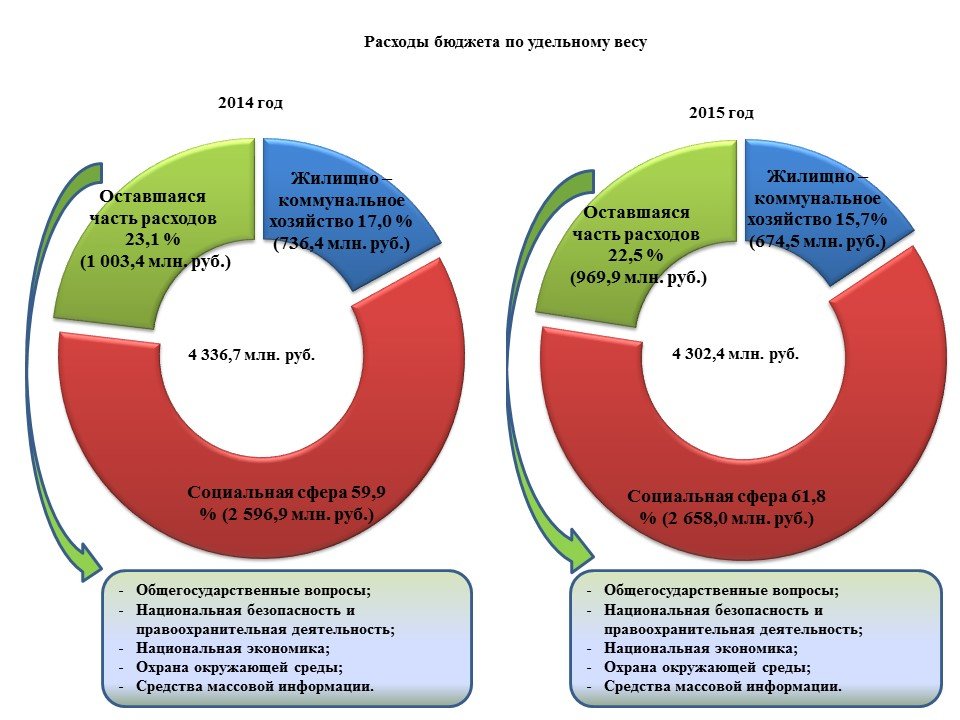 Расходы бюджета по удельному весу
2014 год
Оставшаяся
часть расходов
23,1 %
(1 003,4 млн. руб.)
Жилищно –
коммунальное
хозяйство 17,0 %
(736,4 млн. руб.)
4 336,7 млн. руб.
Социальная сфера 59,9
% (2 596,9 млн. руб.)
- Общегосударственные вопросы;
- Национальная безопасность и
правоохранительная деятельность;
- Национальная экономика;
- Охрана окружающей среды;
- Средства массовой информации.
2015 год
Оставшаяся
часть расходов
22,5 %
(969,9 млн. руб.)
Жилищно –
коммунальное
хозяйство 15,7%
(674,5 млн. руб.)
4 302,4 млн. руб.
Социальная сфера 61,8
% (2 658,0 млн. руб.)
- Общегосударственные вопросы;
- Национальная безопасность и
правоохранительная деятельность;
- Национальная экономика;
- Охрана окружающей среды;
- Средства массовой информации.